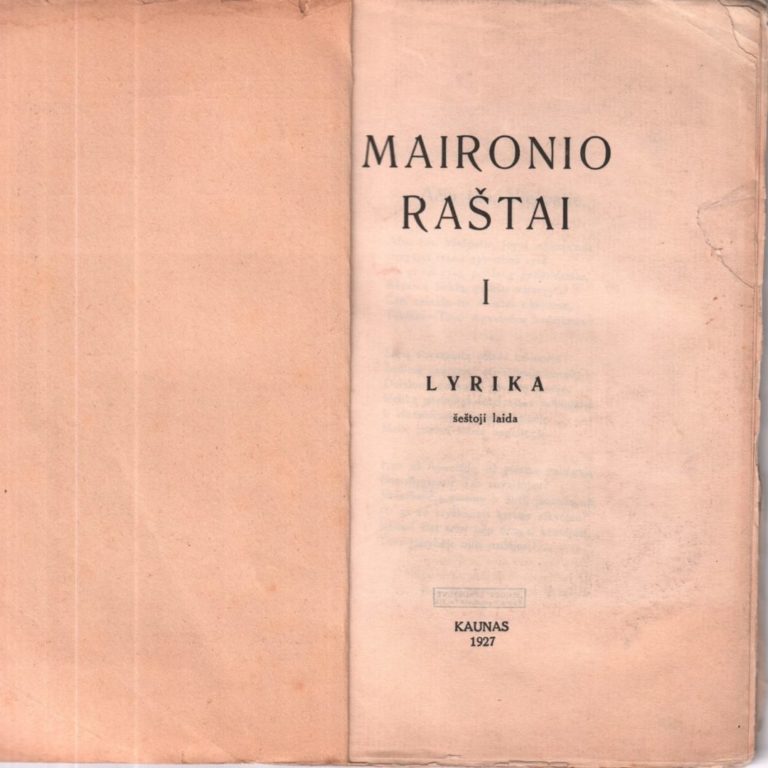 MAIRONIO
RAŠTAI
I
LYRIKA
šeštoji laida
KAUNAS
1927